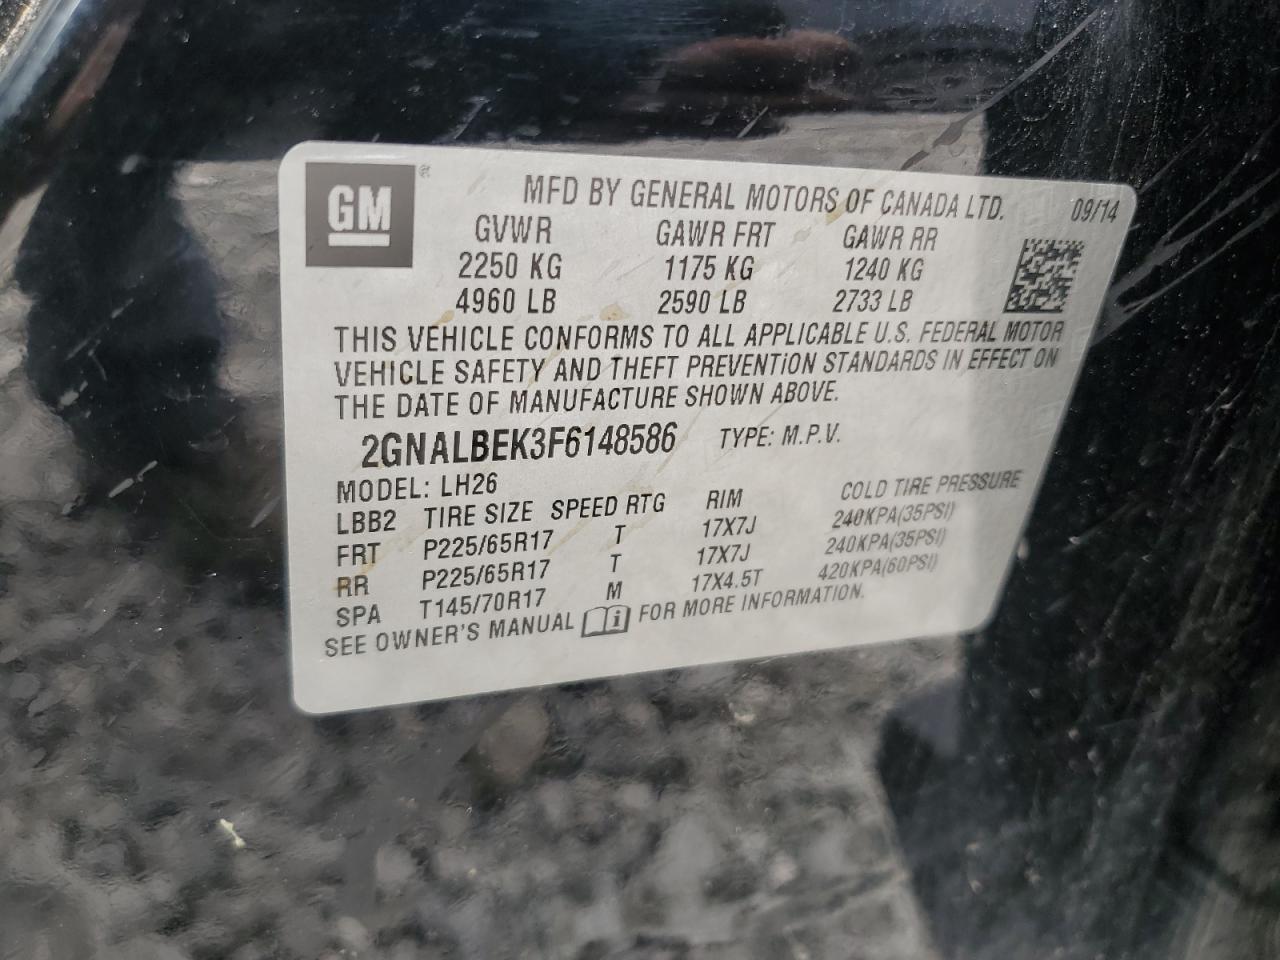 GM ®
MFD BY GENERAL MOTORS OF CANADA LTD. 09/14
GVWR GAWR FRT GAWR RR
2250 KG 1175 KG 1240 KG
4960 LB 2590 LB 2733 LB
THIS VEHICLE CONFORMS TO ALL APPLICABLE U.S. FEDERAL MOTOR
VEHICLE SAFETY AND THEFT PREVENTION STANDARDS IN EFFECT ON
THE DATE OF MANUFACTURE SHOWN ABOVE.
2GNALBEK3F6148586 TYPE: M.P.V.
MODEL: LH26
LBB2 TIRE SIZE SPEED RTG RIM COLD TIRE PRESSURE
FRT P225/65R17 T 17X7J 240KPA(35PSI)
RR P225/65R17 T 17X7J 240KPA(35PSI)
SPA T145/70R17 M 17X4.5T 420KPA(60PSI)
SEE OWNER'S MANUAL i FOR MORE INFORMATION.